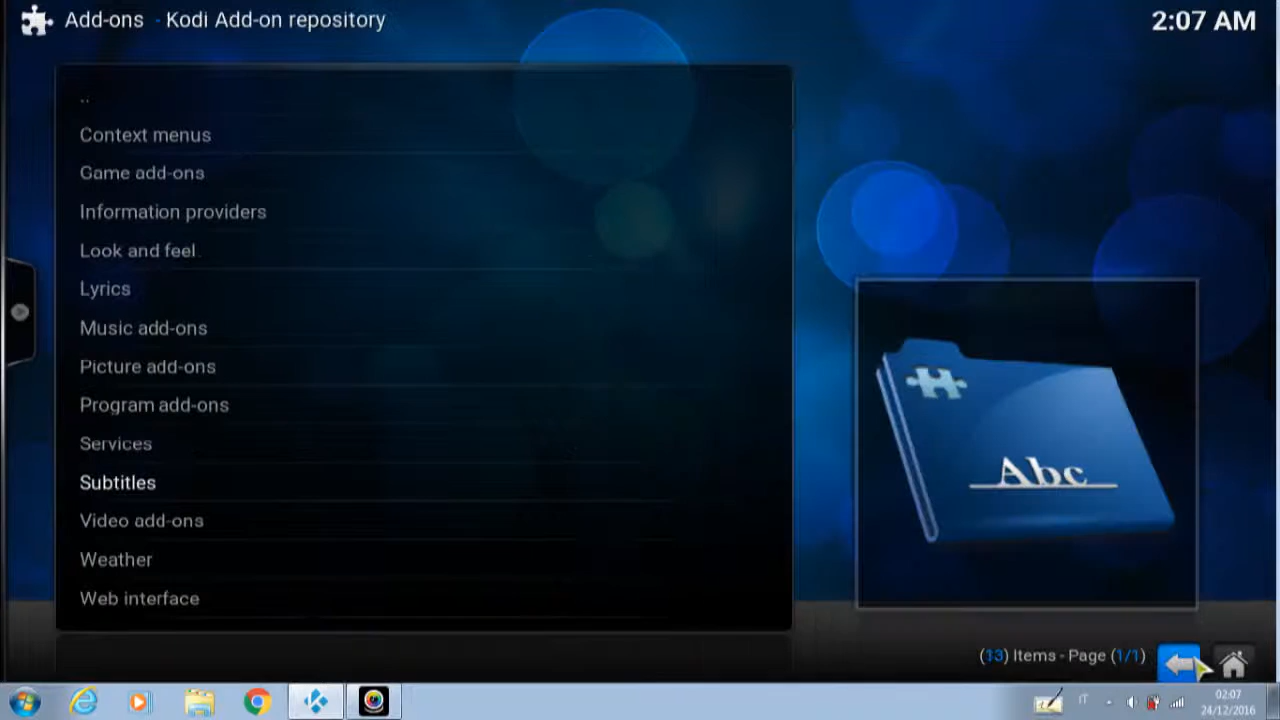 Add-ons - Kodi Add-on repository
2:07 AM
..
Context menus
Game add-ons
Information providers
Look and feel
Lyrics
Music add-ons
Picture add-ons
Program add-ons
Services
Subtitles
Video add-ons
Weather
Web interface
Abc
(13) Items - Page (1/1)
IT
02:07
24/12/2016